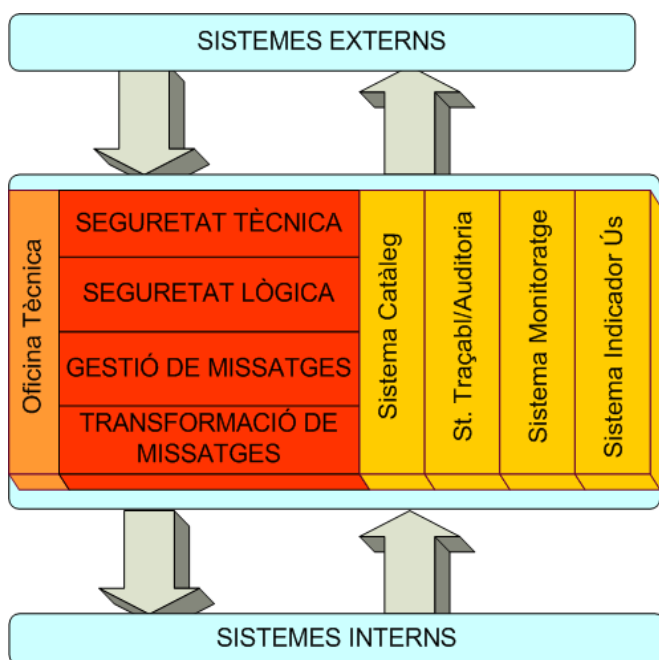 SISTEMES EXTERNS
Oficina Tècnica
SEGURETAT TÈCNICA
SEGURETAT LÒGICA
GESTIÓ DE MISSATGES
TRANSFORMACIÓ DE
MISSATGES
Sistema Catàleg
St. Traçabl/Auditoria
Sistema Monitoratge
Sistema Indicador Ús
SISTEMES INTERNS